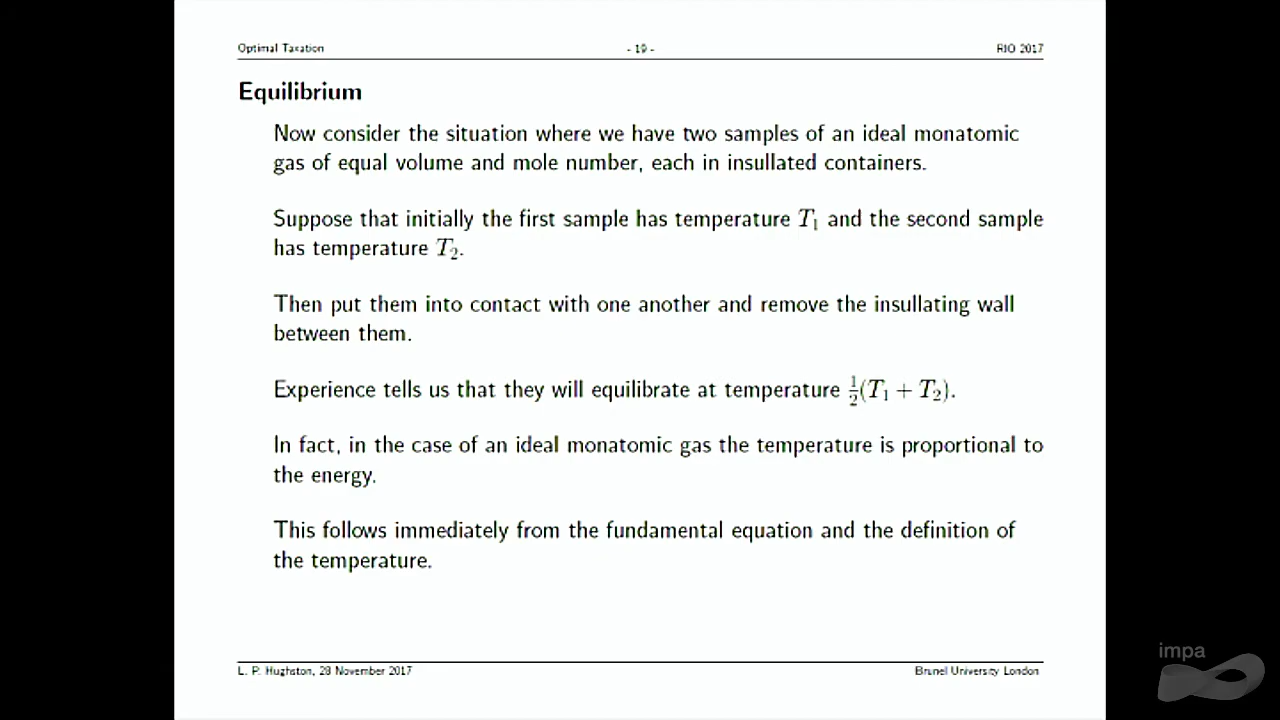 Optimal Taxation - 19 - RIO 2017
Equilibrium
Now consider the situation where we have two samples of an ideal monatomic
gas of equal volume and mole number, each in insullated containers.
Suppose that initially the first sample has temperature T₁ and the second sample
has temperature T₂.
Then put them into contact with one another and remove the insullating wall
between them.
Experience tells us that they will equilibrate at temperature ½(T₁ + T₂).
In fact, in the case of an ideal monatomic gas the temperature is proportional to
the energy.
This follows immediately from the fundamental equation and the definition of
the temperature.
L. P. Hughston, 28 November 2017 Brunel University London
impa